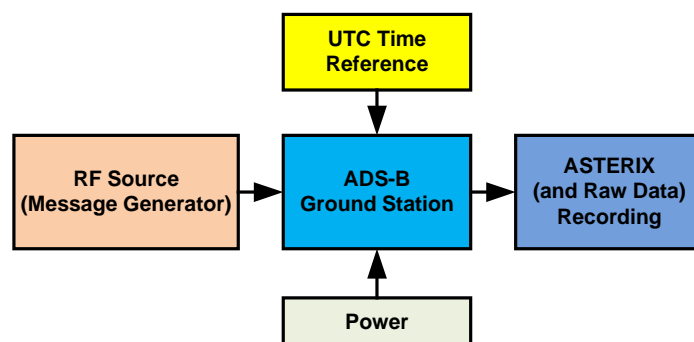 UTC Time
Reference
RF Source
(Message Generator)
ADS-B
Ground Station
ASTERIX
(and Raw Data)
Recording
Power